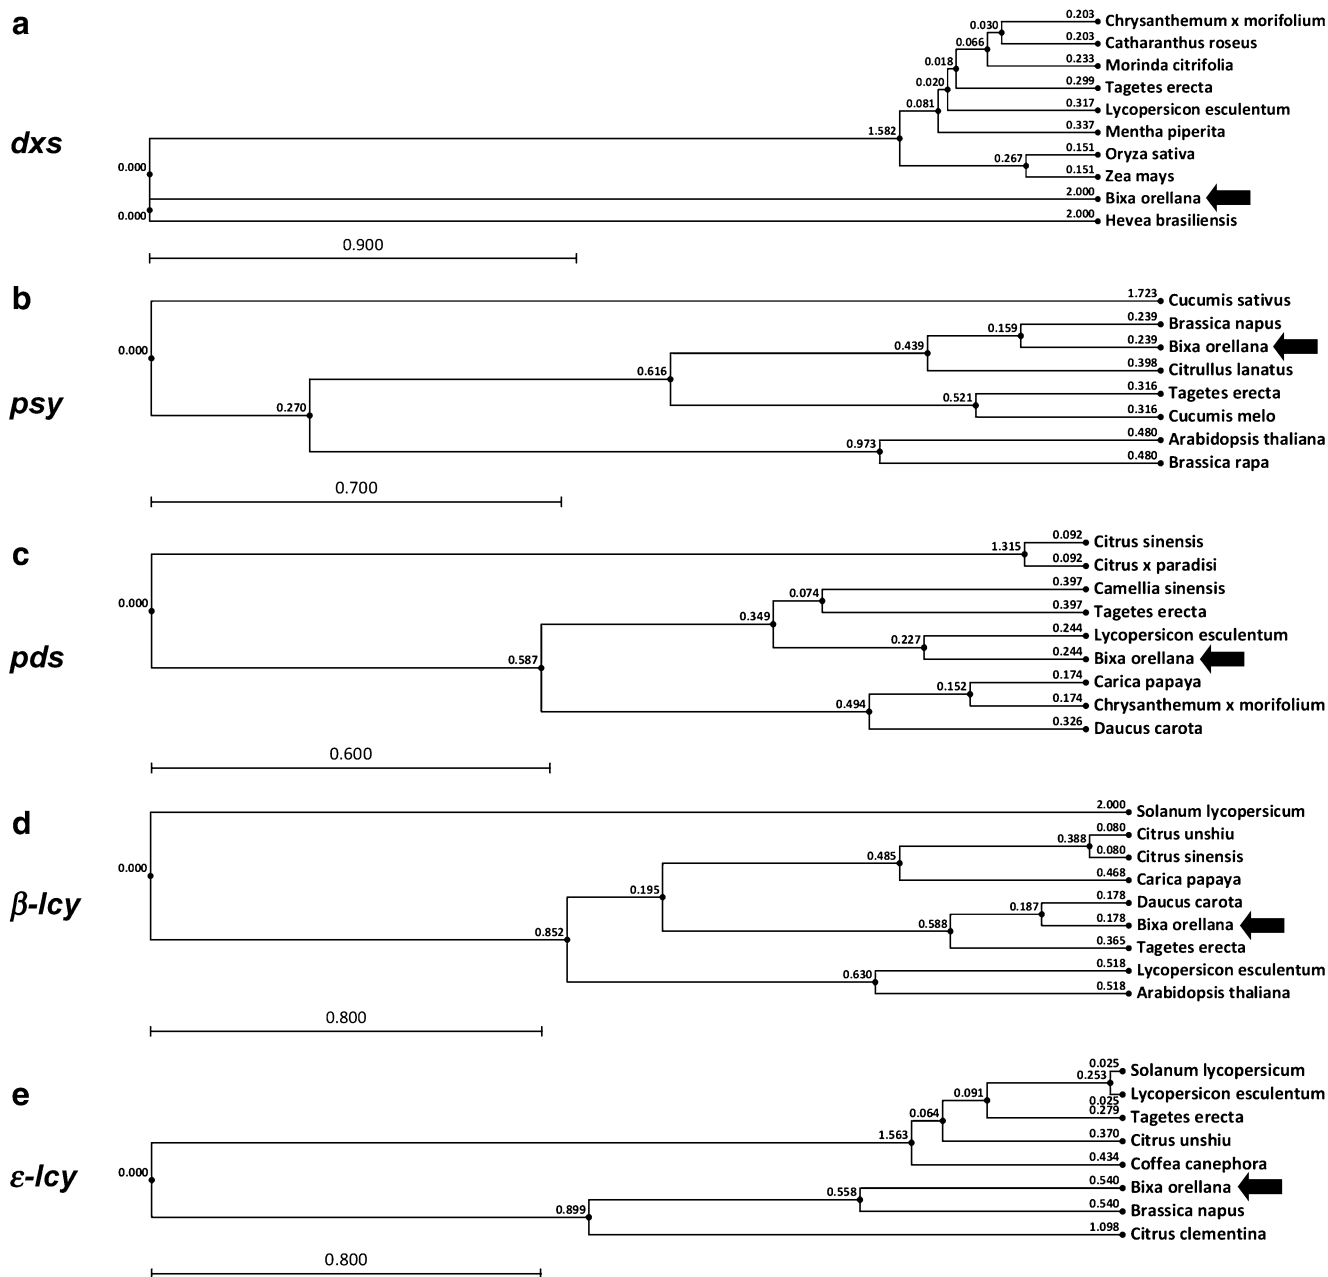 a
0.203 Chrysanthemum x morifolium
0.030
0.203 Catharanthus roseus
0.066
0.233 Morinda citrifolia
0.018
0.299 Tagetes erecta
0.020
0.317 Lycopersicon esculentum
0.081
0.337 Mentha piperita
1.582
dxs
0.151 Oryza sativa
0.267
0.151 Zea mays
0.000
2.000 Bixa orellana
0.000
2.000 Hevea brasiliensis
0.900
b
1.723 Cucumis sativus
0.239 Brassica napus
0.159
0.239 Bixa orellana
0.439
0.000
0.398 Citrullus lanatus
0.616
0.316 Tagetes erecta
0.521
psy
0.270
0.316 Cucumis melo
0.480 Arabidopsis thaliana
0.973
0.480 Brassica rapa
0.700
c
0.092 Citrus sinensis
1.315
0.092 Citrus x paradisi
0.397 Camellia sinensis
0.074
0.000
0.397 Tagetes erecta
0.349
0.244 Lycopersicon esculentum
0.227
pds
0.587
0.244 Bixa orellana
0.174 Carica papaya
0.152
0.174 Chrysanthemum x morifolium
0.494
0.326 Daucus carota
0.600
d
2.000 Solanum lycopersicum
0.080 Citrus unshiu
0.388
0.080 Citrus sinensis
0.485
0.000
0.468 Carica papaya
0.195
0.178 Daucus carota
β-lcy
0.187
0.178 Bixa orellana
0.588
0.852
0.365 Tagetes erecta
0.518 Lycopersicon esculentum
0.630
0.518 Arabidopsis thaliana
0.800
e
0.025 Solanum lycopersicum
0.253
0.025 Lycopersicon esculentum
0.091
0.279 Tagetes erecta
0.064
0.370 Citrus unshiu
1.563
0.434 Coffea canephora
ε-lcy
0.000
0.540 Bixa orellana
0.558
0.540 Brassica napus
0.899
1.098 Citrus clementina
0.800